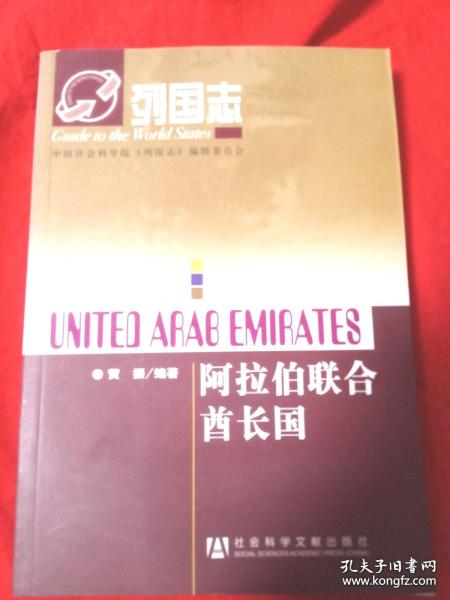 列国志
Guide to the World States
中国社会科学院《列国志》编辑委员会
UNITED ARAB EMIRATES
黄 振/编著
阿拉伯联合
酋长国
社会科学文献出版社
SOCIAL SCIENCES ACADEMIC PRESS (CHINA)
孔夫子旧书网
www.kongfz.com